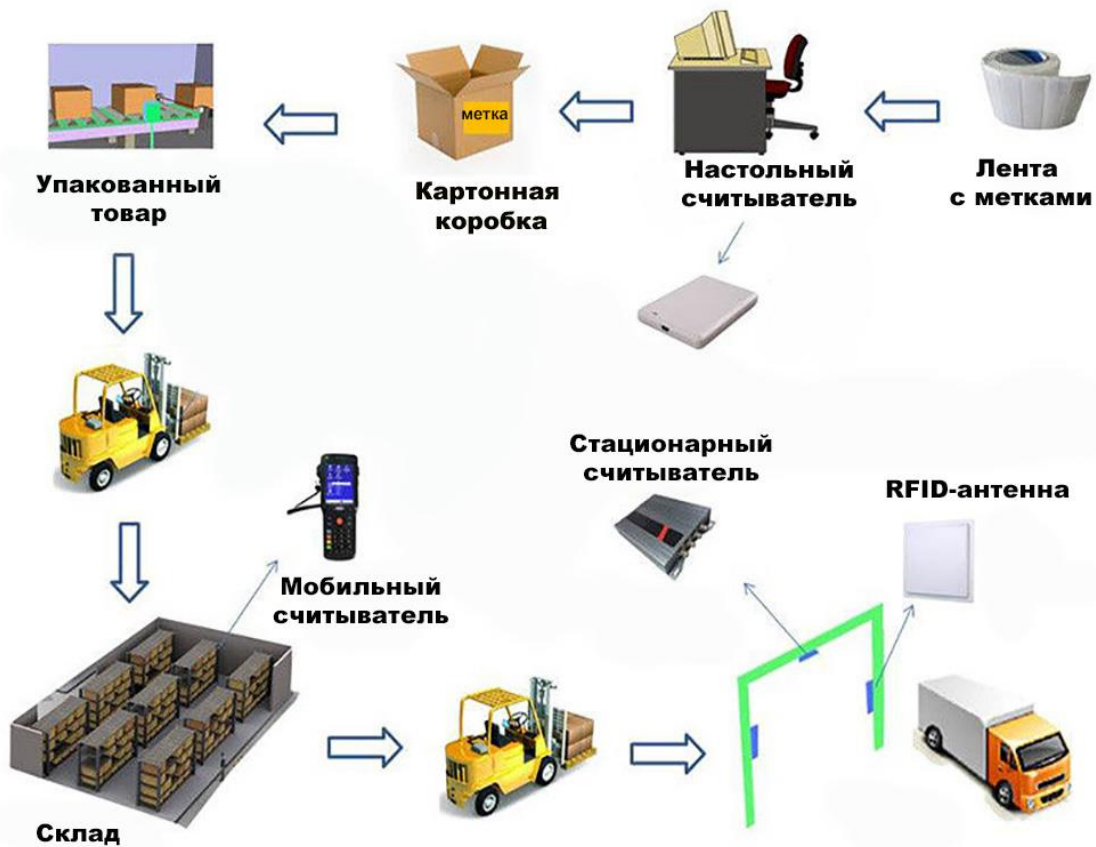 метка
Упакованный
товар
Картонная
коробка
Настольный
считыватель
Лента
с метками
Стационарный
считыватель
RFID-антенна
Мобильный
считыватель
Склад